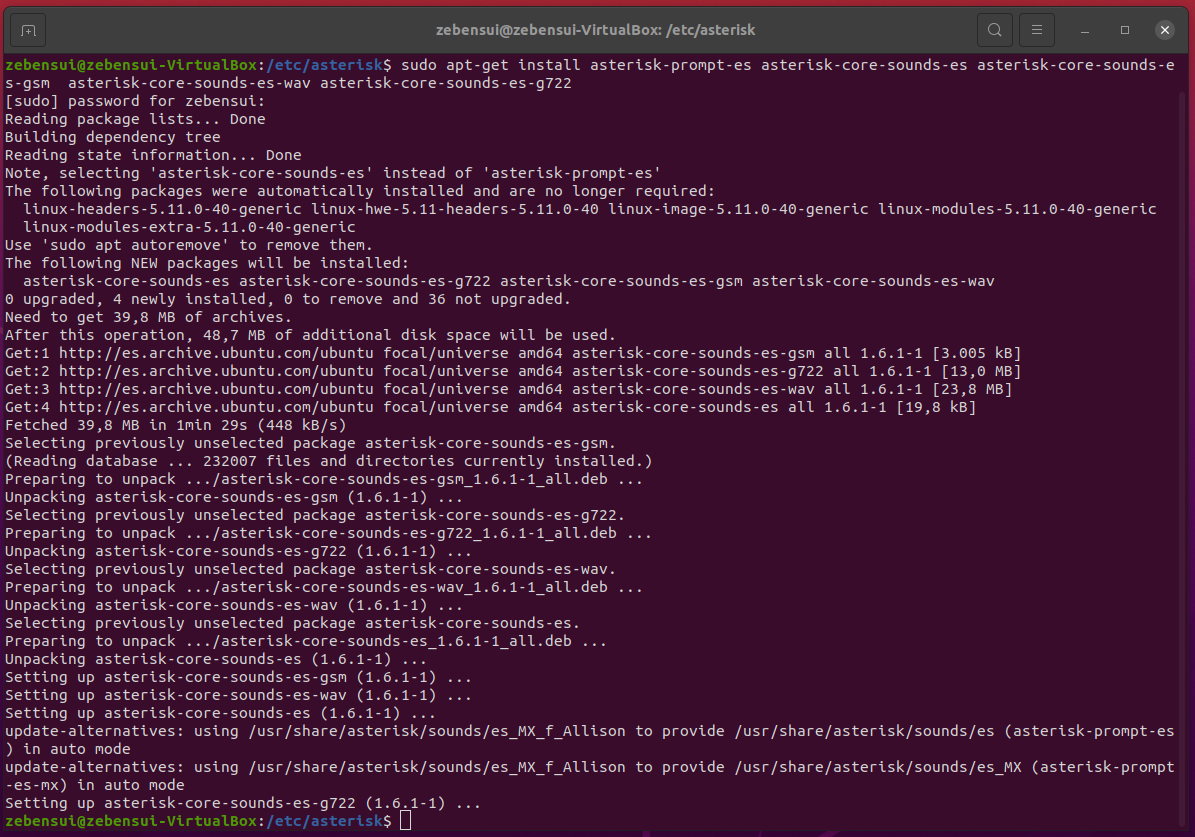 zebensui@zebensui-VirtualBox: /etc/asterisk
zebensui@zebensui-VirtualBox:/etc/asterisk$ sudo apt-get install asterisk-prompt-es asterisk-core-sounds-es asterisk-core-sounds-e
s-gsm  asterisk-core-sounds-es-wav asterisk-core-sounds-es-g722
[sudo] password for zebensui:
Reading package lists... Done
Building dependency tree
Reading state information... Done
Note, selecting 'asterisk-core-sounds-es' instead of 'asterisk-prompt-es'
The following packages were automatically installed and are no longer required:
  linux-headers-5.11.0-40-generic linux-hwe-5.11-headers-5.11.0-40 linux-image-5.11.0-40-generic linux-modules-5.11.0-40-generic
  linux-modules-extra-5.11.0-40-generic
Use 'sudo apt autoremove' to remove them.
The following NEW packages will be installed:
  asterisk-core-sounds-es asterisk-core-sounds-es-g722 asterisk-core-sounds-es-gsm asterisk-core-sounds-es-wav
0 upgraded, 4 newly installed, 0 to remove and 36 not upgraded.
Need to get 39,8 MB of archives.
After this operation, 48,7 MB of additional disk space will be used.
Get:1 http://es.archive.ubuntu.com/ubuntu focal/universe amd64 asterisk-core-sounds-es-gsm all 1.6.1-1 [3.005 kB]
Get:2 http://es.archive.ubuntu.com/ubuntu focal/universe amd64 asterisk-core-sounds-es-g722 all 1.6.1-1 [13,0 MB]
Get:3 http://es.archive.ubuntu.com/ubuntu focal/universe amd64 asterisk-core-sounds-es-wav all 1.6.1-1 [23,8 MB]
Get:4 http://es.archive.ubuntu.com/ubuntu focal/universe amd64 asterisk-core-sounds-es all 1.6.1-1 [19,8 kB]
Fetched 39,8 MB in 1min 29s (448 kB/s)
Selecting previously unselected package asterisk-core-sounds-es-gsm.
(Reading database ... 232007 files and directories currently installed.)
Preparing to unpack .../asterisk-core-sounds-es-gsm_1.6.1-1_all.deb ...
Unpacking asterisk-core-sounds-es-gsm (1.6.1-1) ...
Selecting previously unselected package asterisk-core-sounds-es-g722.
Preparing to unpack .../asterisk-core-sounds-es-g722_1.6.1-1_all.deb ...
Unpacking asterisk-core-sounds-es-g722 (1.6.1-1) ...
Selecting previously unselected package asterisk-core-sounds-es-wav.
Preparing to unpack .../asterisk-core-sounds-es-wav_1.6.1-1_all.deb ...
Unpacking asterisk-core-sounds-es-wav (1.6.1-1) ...
Selecting previously unselected package asterisk-core-sounds-es.
Preparing to unpack .../asterisk-core-sounds-es_1.6.1-1_all.deb ...
Unpacking asterisk-core-sounds-es (1.6.1-1) ...
Setting up asterisk-core-sounds-es-gsm (1.6.1-1) ...
Setting up asterisk-core-sounds-es-wav (1.6.1-1) ...
Setting up asterisk-core-sounds-es (1.6.1-1) ...
update-alternatives: using /usr/share/asterisk/sounds/es_MX_f_Allison to provide /usr/share/asterisk/sounds/es (asterisk-prompt-es
) in auto mode
update-alternatives: using /usr/share/asterisk/sounds/es_MX_f_Allison to provide /usr/share/asterisk/sounds/es_MX (asterisk-prompt
-es-mx) in auto mode
Setting up asterisk-core-sounds-es-g722 (1.6.1-1) ...
zebensui@zebensui-VirtualBox:/etc/asterisk$